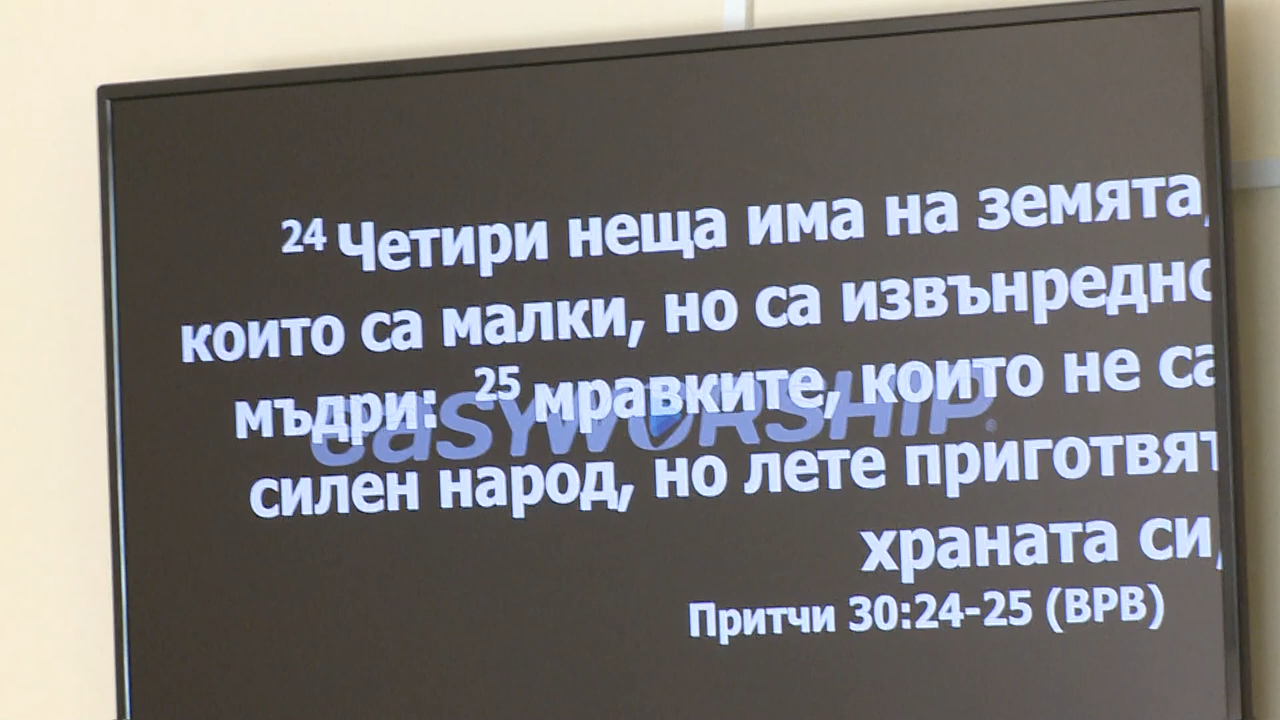 24 Четири неща има на земята,
които са малки, но са извънредно
мъдри: 25 мравките, които не са
easyWORSHIP.
силен народ, но лете приготвят
храната си,
Притчи 30:24-25 (ВРВ)